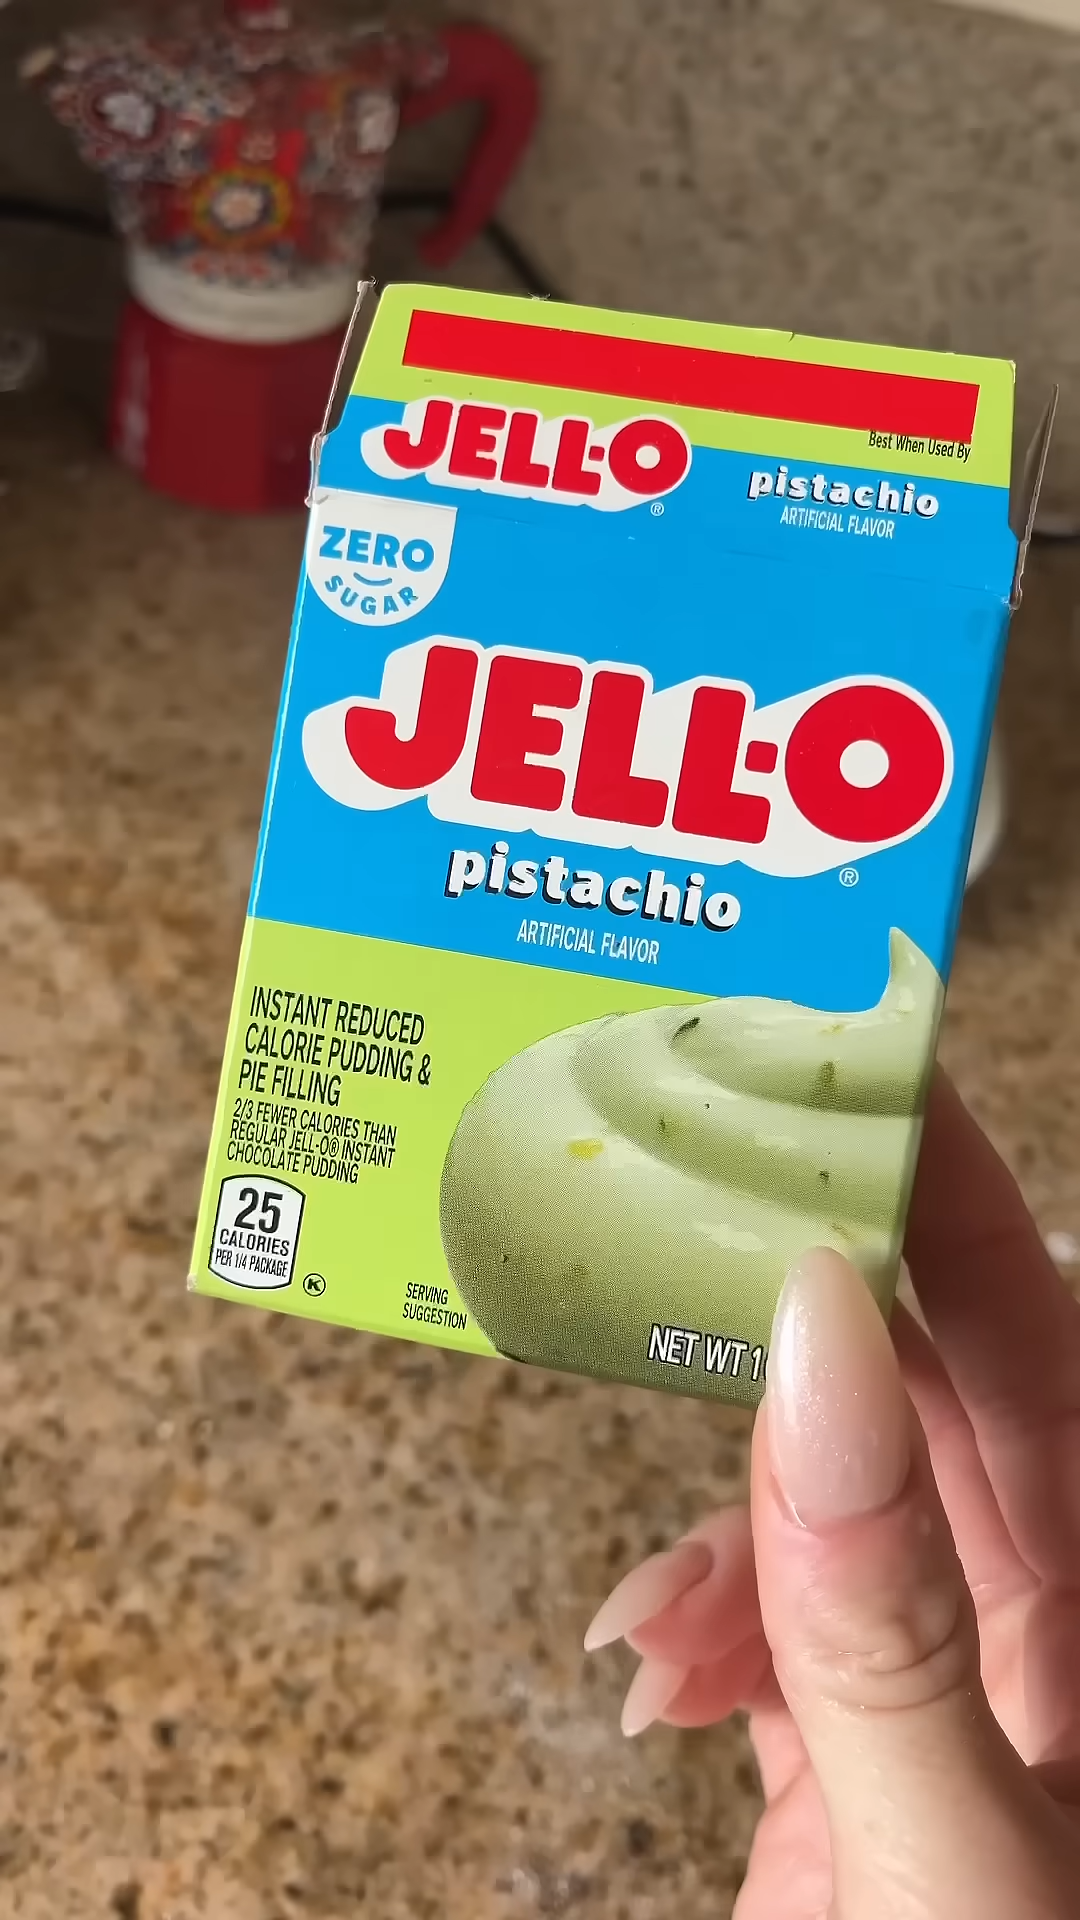 JELL-O®
Best When Used By
pistachio
ARTIFICIAL FLAVOR
ZERO
SUGAR
JELL-O®
pistachio
ARTIFICIAL FLAVOR
INSTANT REDUCED
CALORIE PUDDING &
PIE FILLING
2/3 FEWER CALORIES THAN
REGULAR JELL-O® INSTANT
CHOCOLATE PUDDING
25
CALORIES
PER 1/4 PACKAGE
K
SERVING
SUGGESTION
NET WT 1